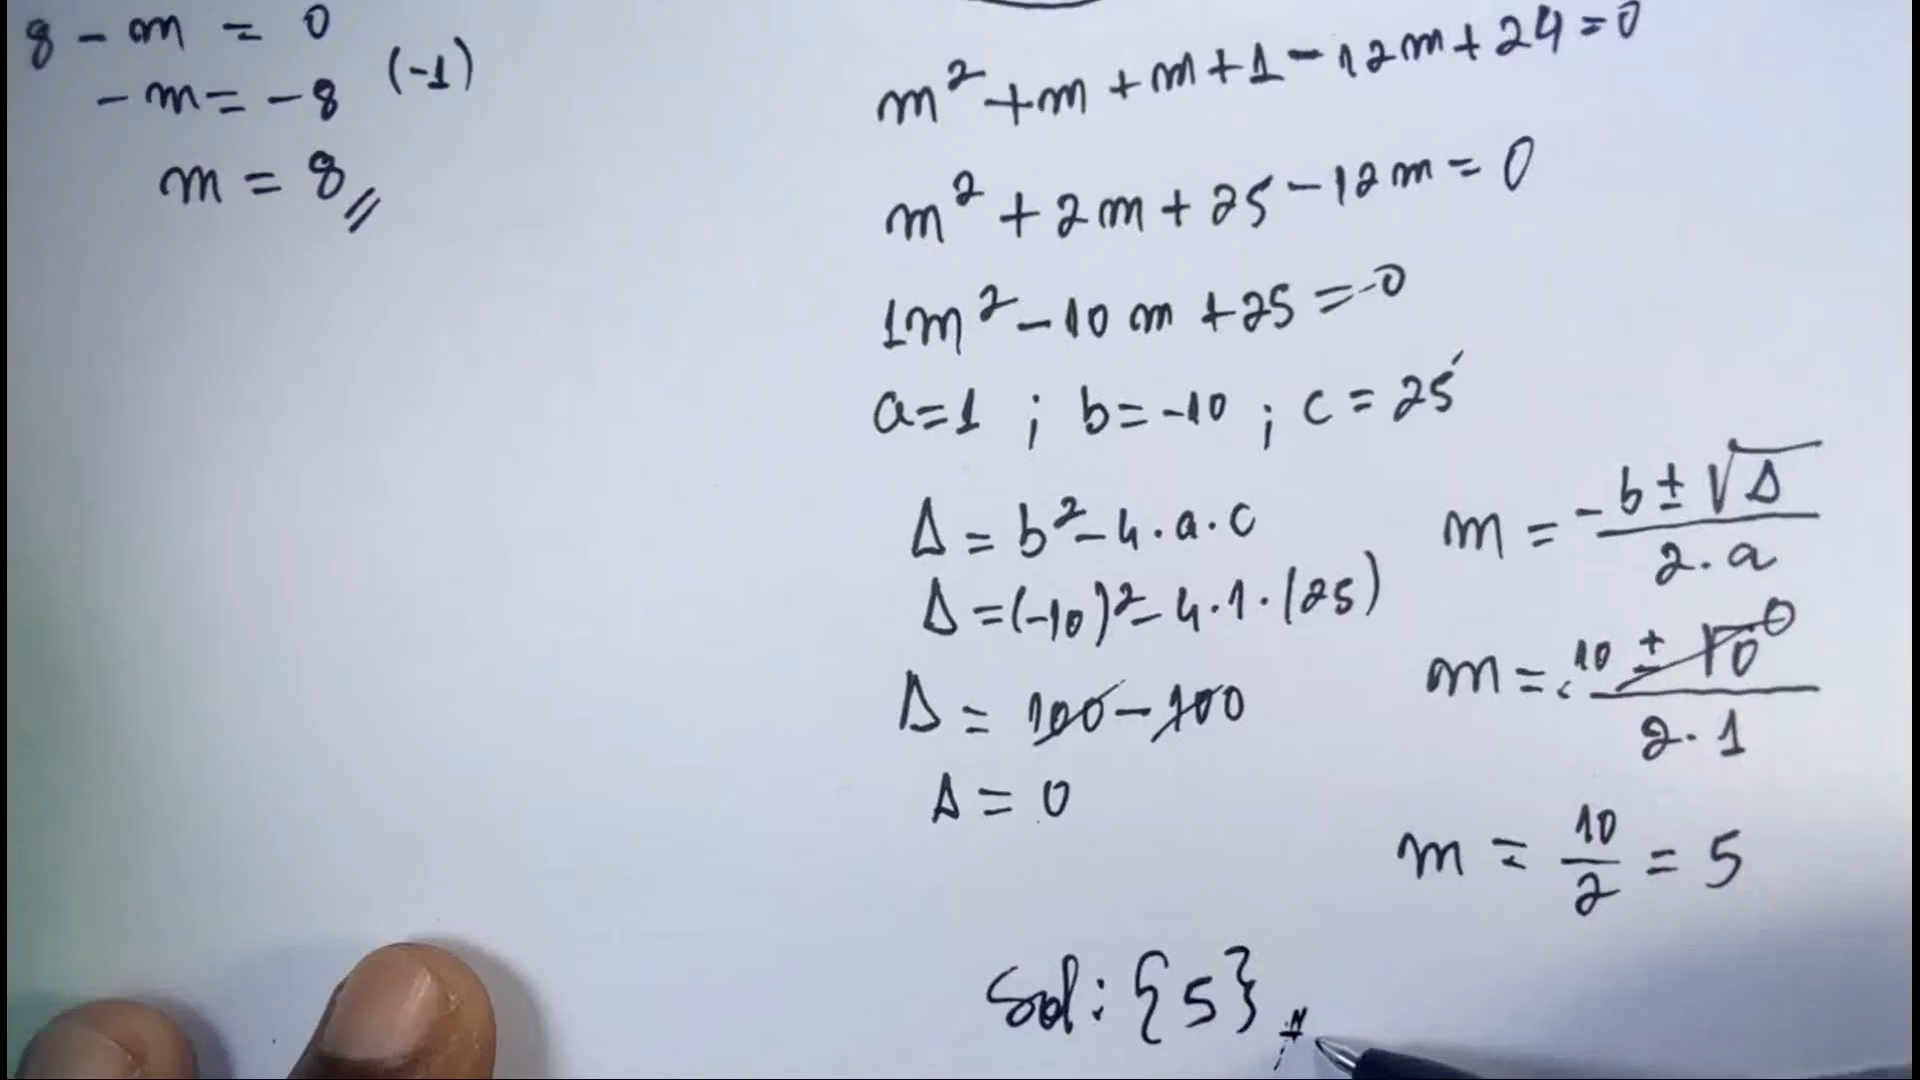 8 - m = 0
- m = - 8 (-1)
m = 8
m² + m + m + 1 - 12m + 24 = 0
m² + 2m + 25 - 12m = 0
1m² - 10m + 25 = 0
a = 1 ; b = -10 ; c = 25
Δ = b² - 4 . a . c
Δ = (-10)² - 4 . 1 . (25)
Δ = 100 - 100
Δ = 0
m = -b ± √Δ / 2 . a
m = 10 ± √0 0 / 2 . 1
m = 10/2 = 5
Sol: {5}